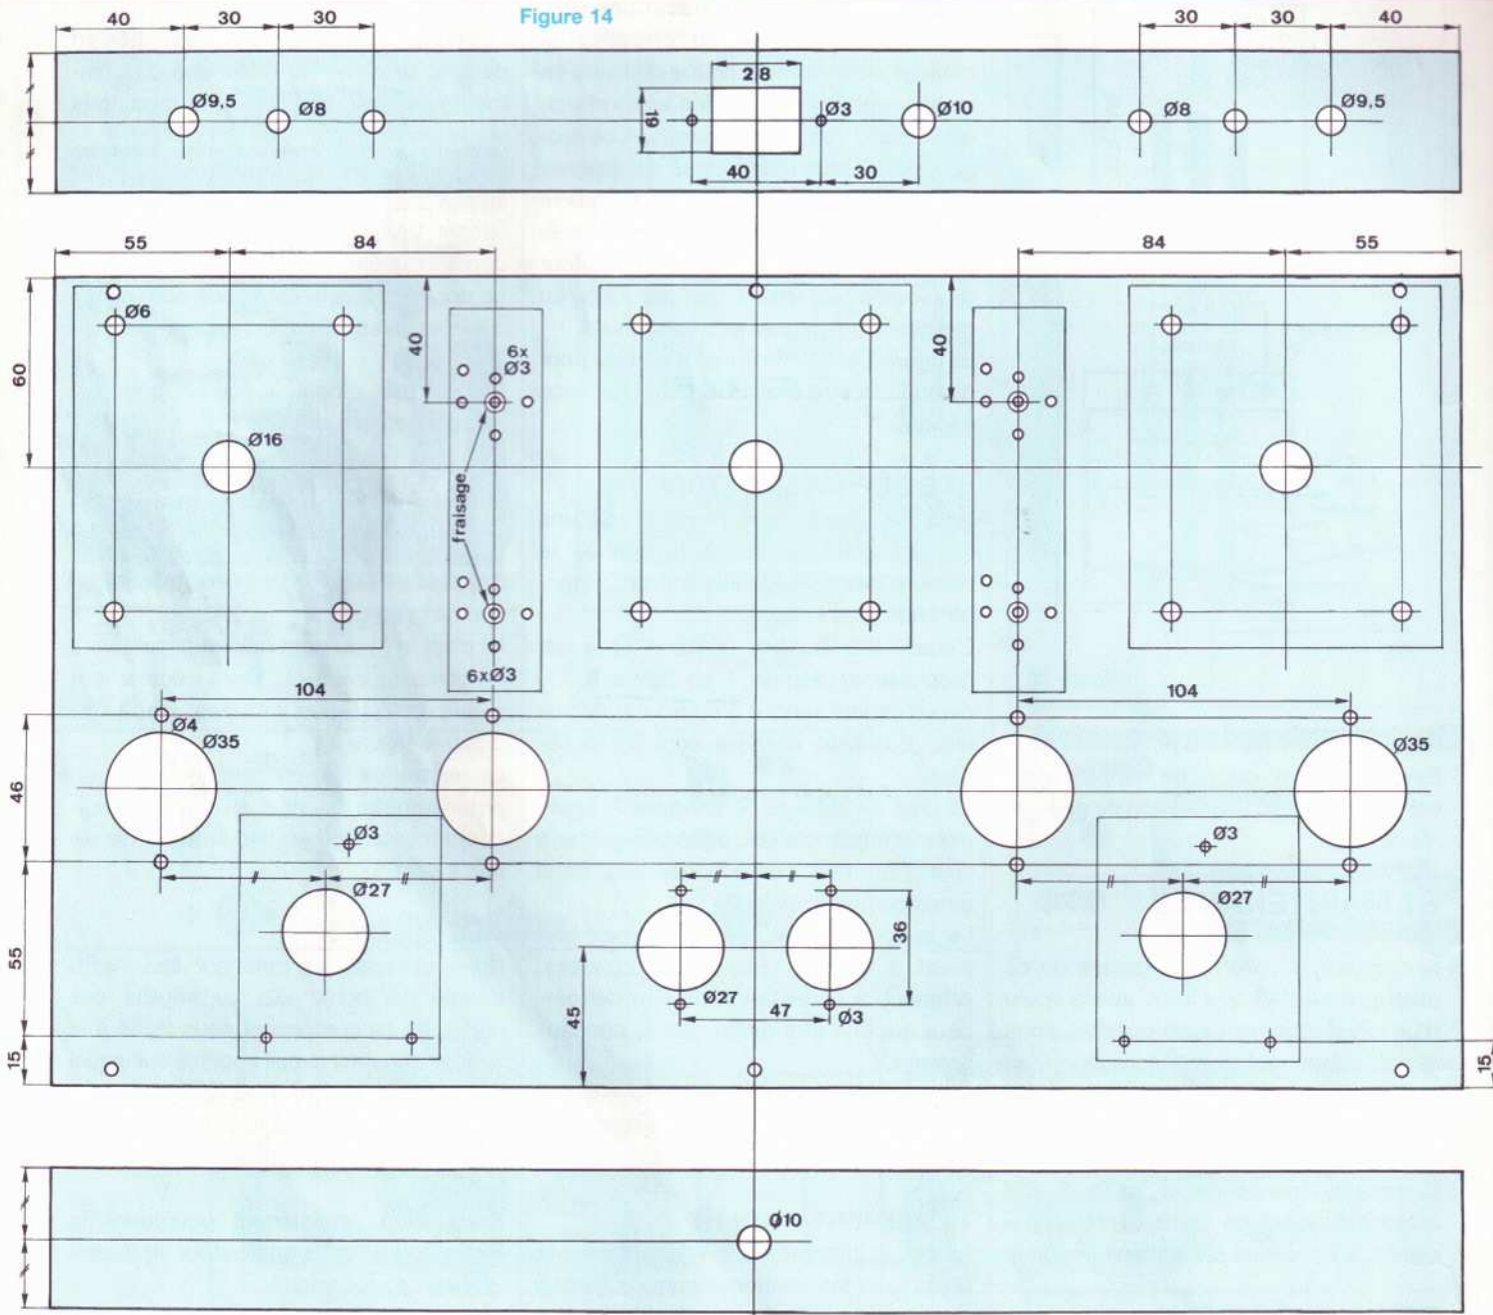 Figure 14
40 30 30 30 30 40
28
Ø9.5 Ø8 19 Ø3 Ø10 Ø8 Ø9.5
40 30
55 84 84 55
Ø6
60 40 6x Ø3 40
Ø16
fraisage
6xØ3
104 104
Ø4
Ø35 Ø35
46
Ø3 Ø3
Ø27 Ø27
55 36
Ø27
45 47 Ø3
15 15
Ø10